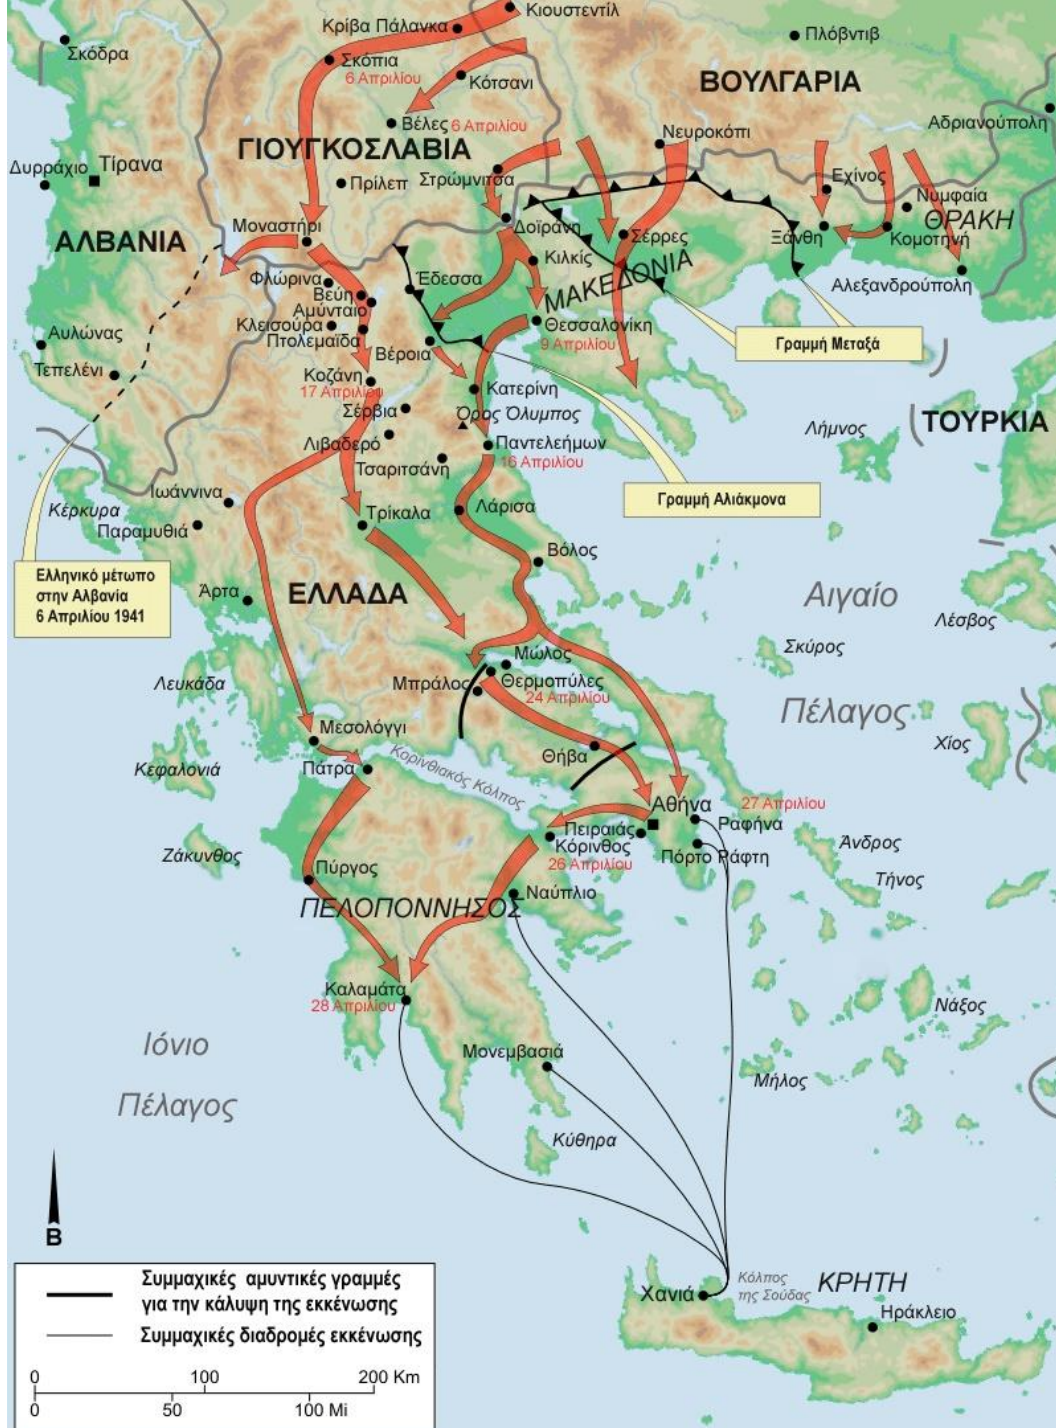 Κιουστεντίλ
Κρίβα Πάλανκα
Πλόβντιβ
Σκόδρα
Σκόπια
6 Απριλίου
Κότσανι
ΒΟΥΛΓΑΡΙΑ
Βέλες 6 Απριλίου
Αδριανούπολη
Νευροκόπι
ΓΙΟΥΓΚΟΣΛΑΒΙΑ
Δυρράχιο
Τίρανα
Πρίλεπ
Στρώμνιτσα
Εχίνος
Νυμφαία
ΘΡΑΚΗ
Μοναστήρι
Δοϊράνη
Σέρρες
Ξάνθη
Κομοτηνή
ΑΛΒΑΝΙΑ
Κιλκίς
ΜΑΚΕΔΟΝΙΑ
Φλώρινα
Έδεσσα
Αλεξανδρούπολη
Βεύη
Αμύνταιο
Κλεισούρα
Θεσσαλονίκη
Αυλώνας
Πτολεμαΐδα
9 Απριλίου
Γραμμή Μεταξά
Βέροια
Τεπελένι
Κοζάνη
17 Απριλίου
Κατερίνη
Σέρβια
Όρος Όλυμπος
ΤΟΥΡΚΙΑ
Λήμνος
Λιβαδερό
Παντελεήμων
Τσαριτσάνη
16 Απριλίου
Ιωάννινα
Γραμμή Αλιάκμονα
Κέρκυρα
Παραμυθιά
Τρίκαλα
Λάρισα
Βόλος
Ελληνικό μέτωπο
στην Αλβανία
6 Απριλίου 1941
Άρτα
ΕΛΛΑΔΑ
Αιγαίο
Λέσβος
Σκύρος
Μώλος
Λευκάδα
Μπράλος
Θερμοπύλες
24 Απριλίου
Πέλαγος
Μεσολόγγι
Χίος
Κεφαλονιά
Πάτρα
Κορινθιακός Κόλπος
Θήβα
Αθήνα
27 Απριλίου
Πειραιάς
Ραφήνα
Κόρινθος
Ζάκυνθος
26 Απριλίου
Πόρτο Ράφτη
Άνδρος
Πύργος
Τήνος
Ναύπλιο
ΠΕΛΟΠΟΝΝΗΣΟΣ
Καλαμάτα
28 Απριλίου
Νάξος
Ιόνιο
Μονεμβασιά
Μήλος
Πέλαγος
Κύθηρα
Β
Συμμαχικές αμυντικές γραμμές
για την κάλυψη της εκκένωσης
Συμμαχικές διαδρομές εκκένωσης
Κόλπος
της Σούδας
ΚΡΗΤΗ
Χανιά
Ηράκλειο
0 100 200 Km
0 50 100 Mi